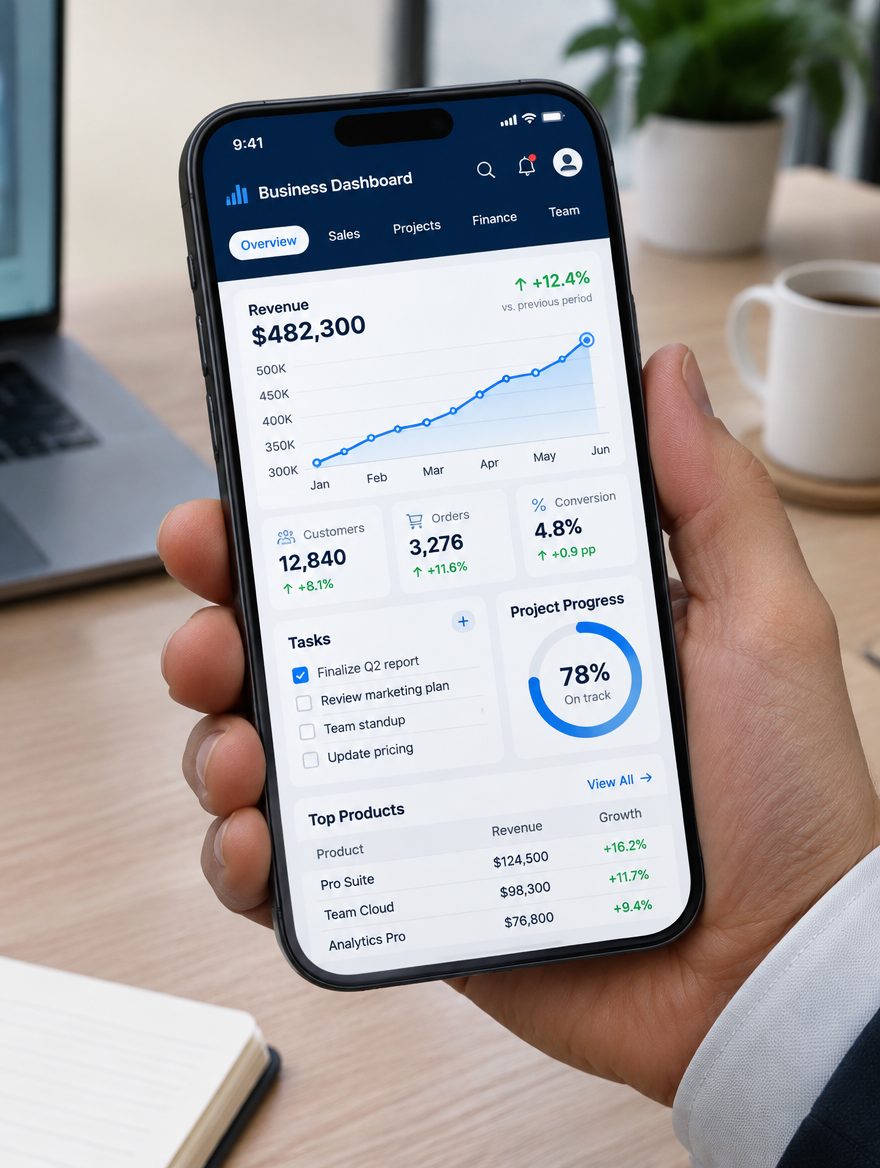 9:41
Business Dashboard
Overview Sales Projects Finance Team
Revenue
$482,300
↑ +12.4%
vs. previous period
500K
450K
400K
350K
300K
Jan Feb Mar Apr May Jun
Customers
12,840
↑ +8.1%
Orders
3,276
↑ +11.6%
% Conversion
4.8%
↑ +0.9 pp
Tasks
+
Finalize Q2 report
Review marketing plan
Team standup
Update pricing
Project Progress
78%
On track
Top Products
View All →
Product Revenue Growth
Pro Suite $124,500 +16.2%
Team Cloud $98,300 +11.7%
Analytics Pro $76,800 +9.4%